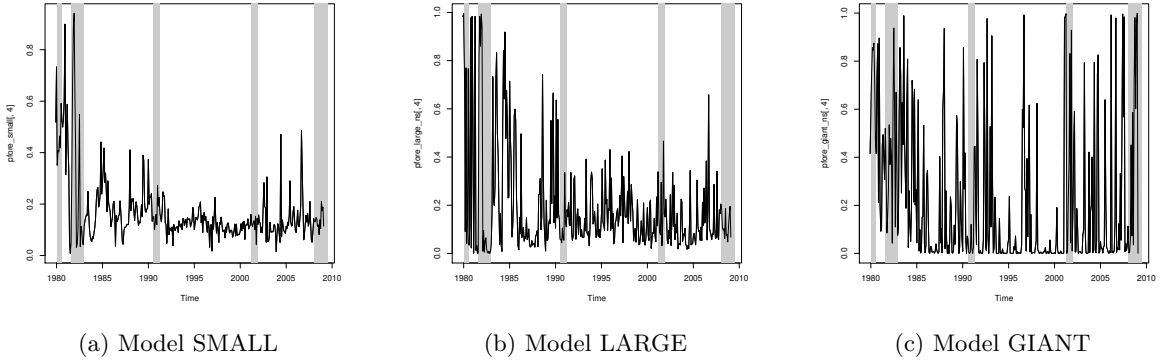 pfore_small[, 4]
0.8
0.6
0.4
0.2
0.0
1980 1985 1990 1995 2000 2005 2010
Time
(a) Model SMALL
pfore_large_ns[, 4]
1.0
0.8
0.6
0.4
0.2
0.0
1980 1985 1990 1995 2000 2005 2010
Time
(b) Model LARGE
pfore_giant_ns[, 4]
1.0
0.8
0.6
0.4
0.2
0.0
1980 1985 1990 1995 2000 2005 2010
Time
(c) Model GIANT